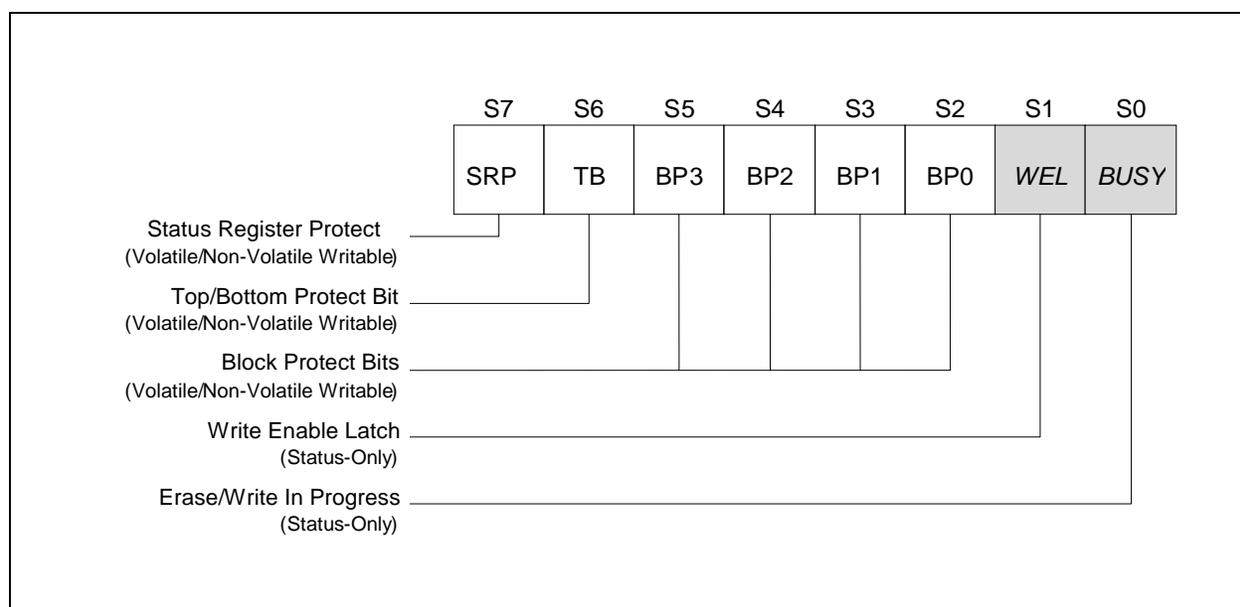 S7 S6 S5 S4 S3 S2 S1 S0
SRP TB BP3 BP2 BP1 BP0 WEL BUSY
Status Register Protect
(Volatile/Non-Volatile Writable)
Top/Bottom Protect Bit
(Volatile/Non-Volatile Writable)
Block Protect Bits
(Volatile/Non-Volatile Writable)
Write Enable Latch
(Status-Only)
Erase/Write In Progress
(Status-Only)